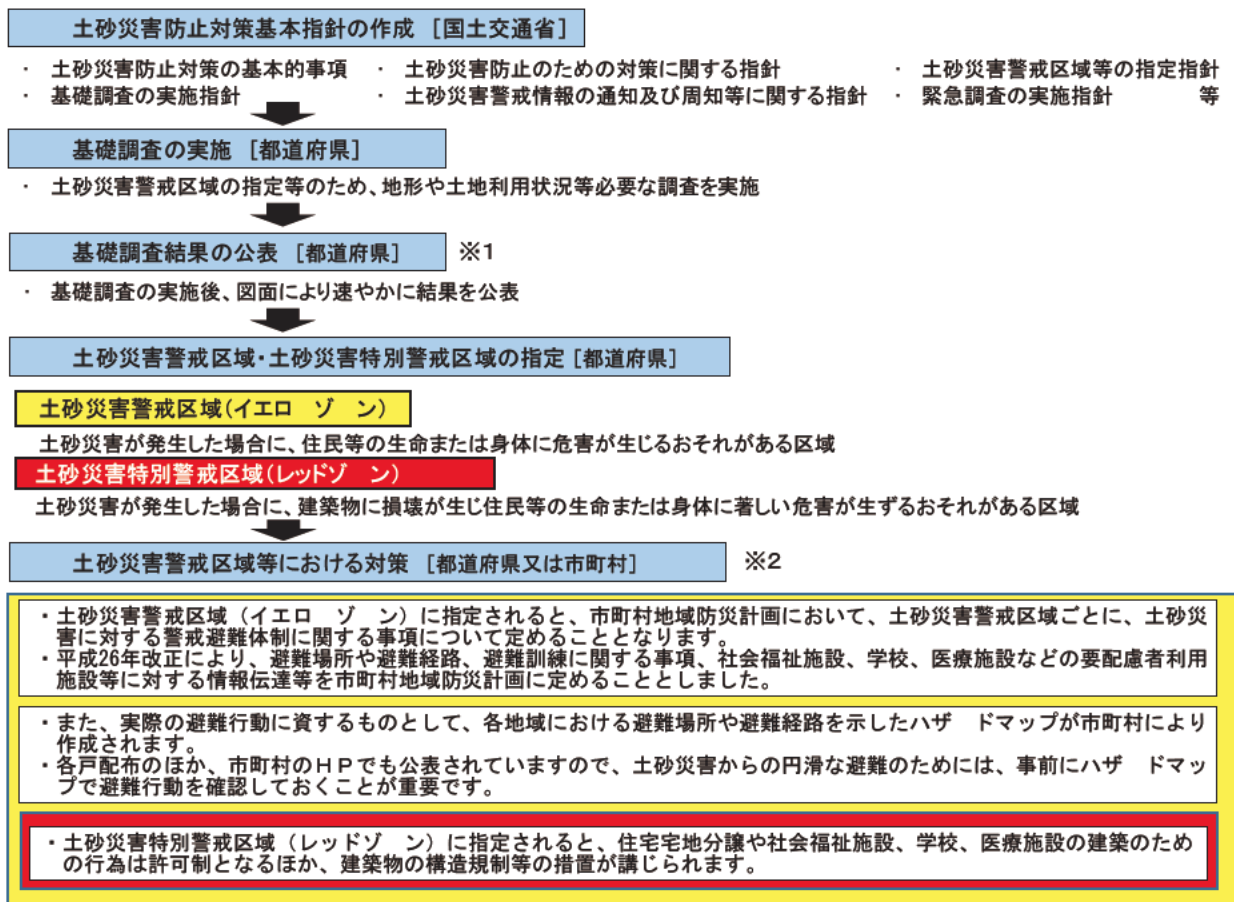 土砂災害防止対策基本指針の作成 [国土交通省]
・ 土砂災害防止対策の基本的事項 ・ 土砂災害防止のための対策に関する指針 ・ 土砂災害警戒区域等の指定指針
・ 基礎調査の実施指針 ・ 土砂災害警戒情報の通知及び周知等に関する指針 ・ 緊急調査の実施指針 等
基礎調査の実施 [都道府県]
・ 土砂災害警戒区域の指定等のため、地形や土地利用状況等必要な調査を実施
基礎調査結果の公表 [都道府県] ※1
・ 基礎調査の実施後、図面により速やかに結果を公表
土砂災害警戒区域・土砂災害特別警戒区域の指定 [都道府県]
土砂災害警戒区域(イエロ ゾ ン)
土砂災害が発生した場合に、住民等の生命または身体に危害が生じるおそれがある区域
土砂災害特別警戒区域(レッドゾ ン)
土砂災害が発生した場合に、建築物に損壊が生じ住民等の生命または身体に著しい危害が生ずるおそれがある区域
土砂災害警戒区域等における対策 [都道府県又は市町村] ※2
・土砂災害警戒区域(イエロ ゾ ン)に指定されると、市町村地域防災計画において、土砂災害警戒区域ごとに、土砂災
害に対する警戒避難体制に関する事項について定めることとなります。
・平成26年改正により、避難場所や避難経路、避難訓練に関する事項、社会福祉施設、学校、医療施設などの要配慮者利用
施設等に対する情報伝達等を市町村地域防災計画に定めることとしました。
・また、実際の避難行動に資するものとして、各地域における避難場所や避難経路を示したハザ ドマップが市町村により
作成されます。
・各戸配布のほか、市町村のHPでも公表されていますので、土砂災害からの円滑な避難のためには、事前にハザ ドマッ
プで避難行動を確認しておくことが重要です。
・土砂災害特別警戒区域(レッドゾ ン)に指定されると、住宅宅地分譲や社会福祉施設、学校、医療施設の建築のため
の行為は許可制となるほか、建築物の構造規制等の措置が講じられます。